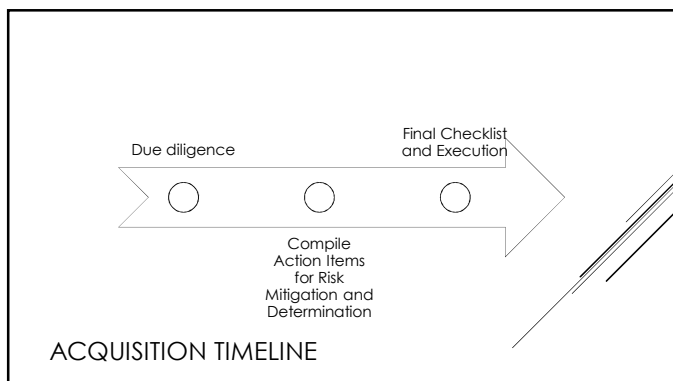 Due diligence
Final Checklist
and Execution
Compile
Action Items
for Risk
Mitigation and
Determination
ACQUISITION TIMELINE